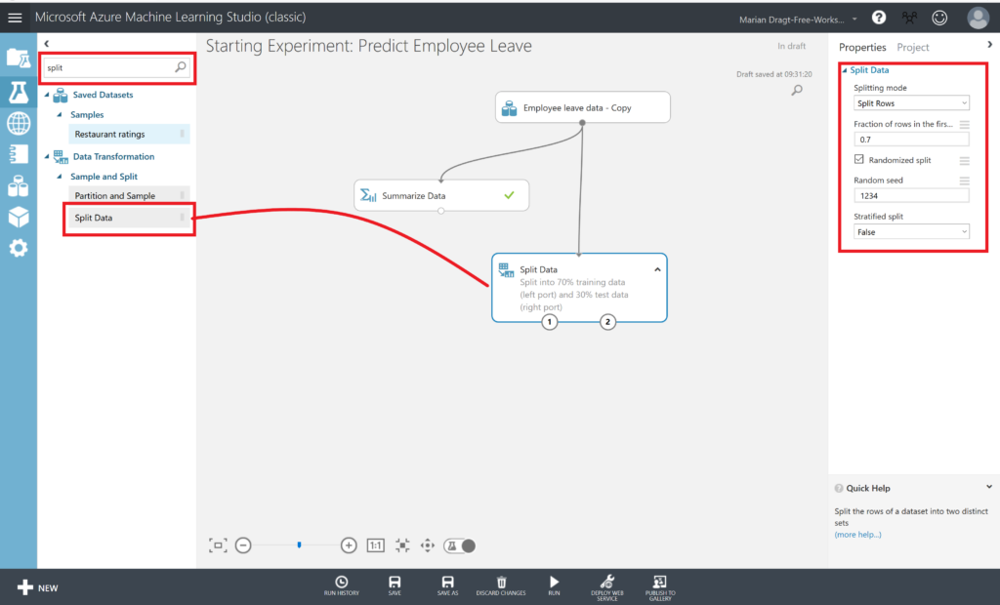 Microsoft Azure Machine Learning Studio (classic)
Marian Dragt-Free-Works...
?
split
Saved Datasets
Samples
Restaurant ratings
Data Transformation
Sample and Split
Partition and Sample
Split Data
Starting Experiment: Predict Employee Leave
In draft
Draft saved at 09:31:20
Employee leave data - Copy
Summarize Data
Split Data
Split into 70% training data
(left port) and 30% test data
(right port)
1
2
Properties
Project
Split Data
Splitting mode
Split Rows
Fraction of rows in the firs...
0.7
Randomized split
Random seed
1234
Stratified split
False
? Quick Help
Split the rows of a dataset into two distinct
sets
(more help...)
1:1
NEW
RUN HISTORY
SAVE
SAVE AS
DISCARD CHANGES
RUN
DEPLOY WEB
SERVICE
PUBLISH TO
GALLERY